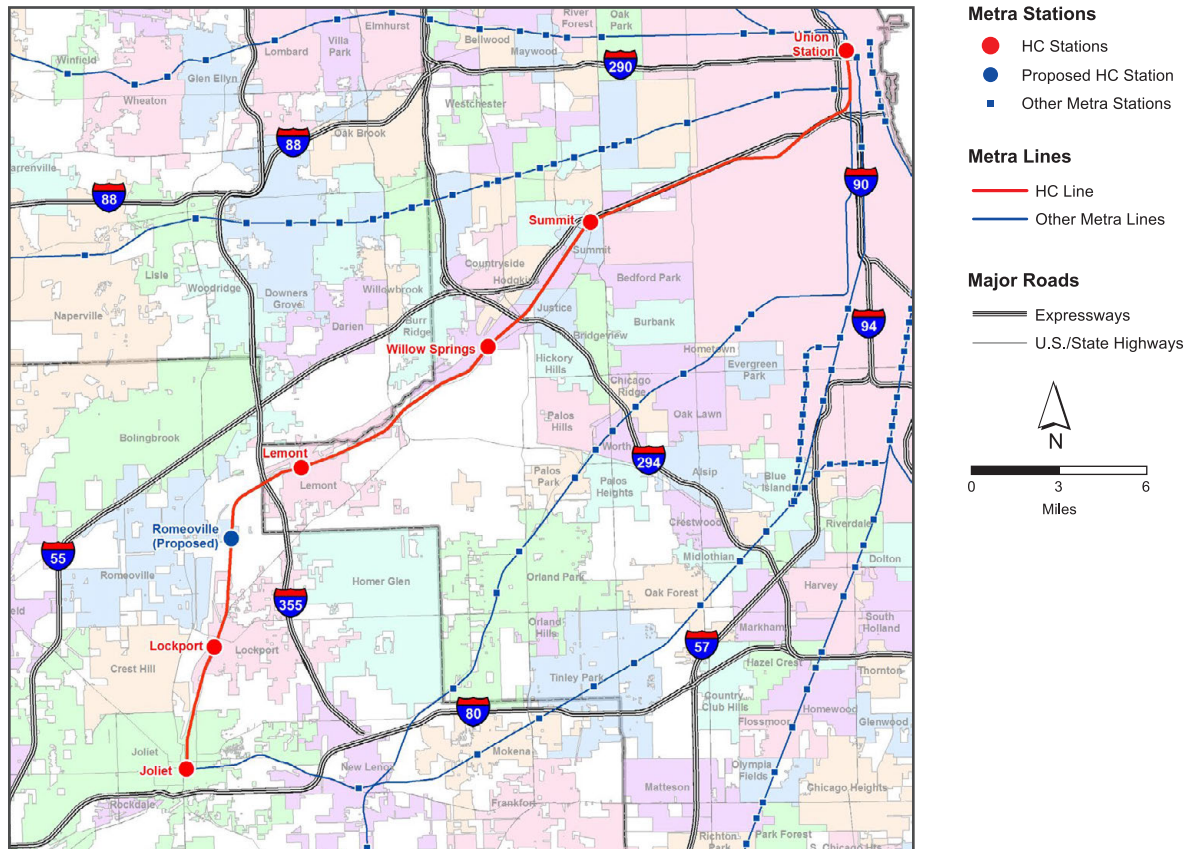 River
Forest
Oak
Park
Elmhurst
Union
Station
Villa
Park
Bellwood
Lombard
Maywood
Winfield
Glen Ellyn
290
Wheaton
Westchester
Oak Brook
88
arrenville
88
90
Summit
Summit
Countryside
Hodgkins
Lisle
Woodridge
Downers
Grove
Willowbrook
Bedford Park
Naperville
Darien
Burr
Ridge
Justice
Bridgeview
Burbank
94
Willow Springs
Hickory
Hills
Hometown
Evergreen
Park
Chicago
Ridge
Oak Lawn
Palos
Hills
Bolingbrook
Worth
Lemont
Lemont
294
Palos
Park
Palos
Heights
Alsip
Blue
Island
Romeoville
(Proposed)
Crestwood
Riverdale
55
Midlothian
Dolton
Romeoville
Homer Glen
Orland Park
Oak Forest
Harvey
355
eld
Orland
Hills
Markham
South
Holland
Lockport
Lockport
57
Crest Hill
Hazel Crest
Thornton
Tinley Park
Country
Club Hills
Homewood
80
Flossmoor
Glenwood
Joliet
Mokena
Joliet
New Lenox
Olympia
Fields
Matteson
Chicago Heights
Rockdale
Frankfort
Richton
Park
Park Forest
S. Chicago Hts
Metra Stations
HC Stations
Proposed HC Station
Other Metra Stations
Metra Lines
HC Line
Other Metra Lines
Major Roads
Expressways
U.S./State Highways
N
0 3 6
Miles